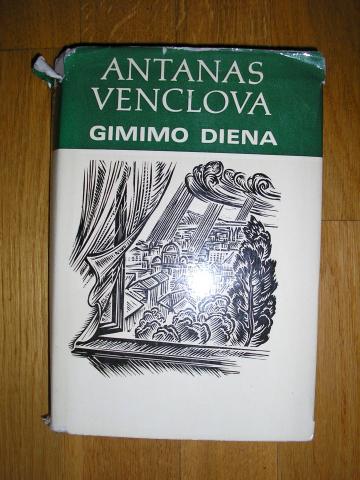 ANTANAS
VENCLOVA
GIMIMO DIENA